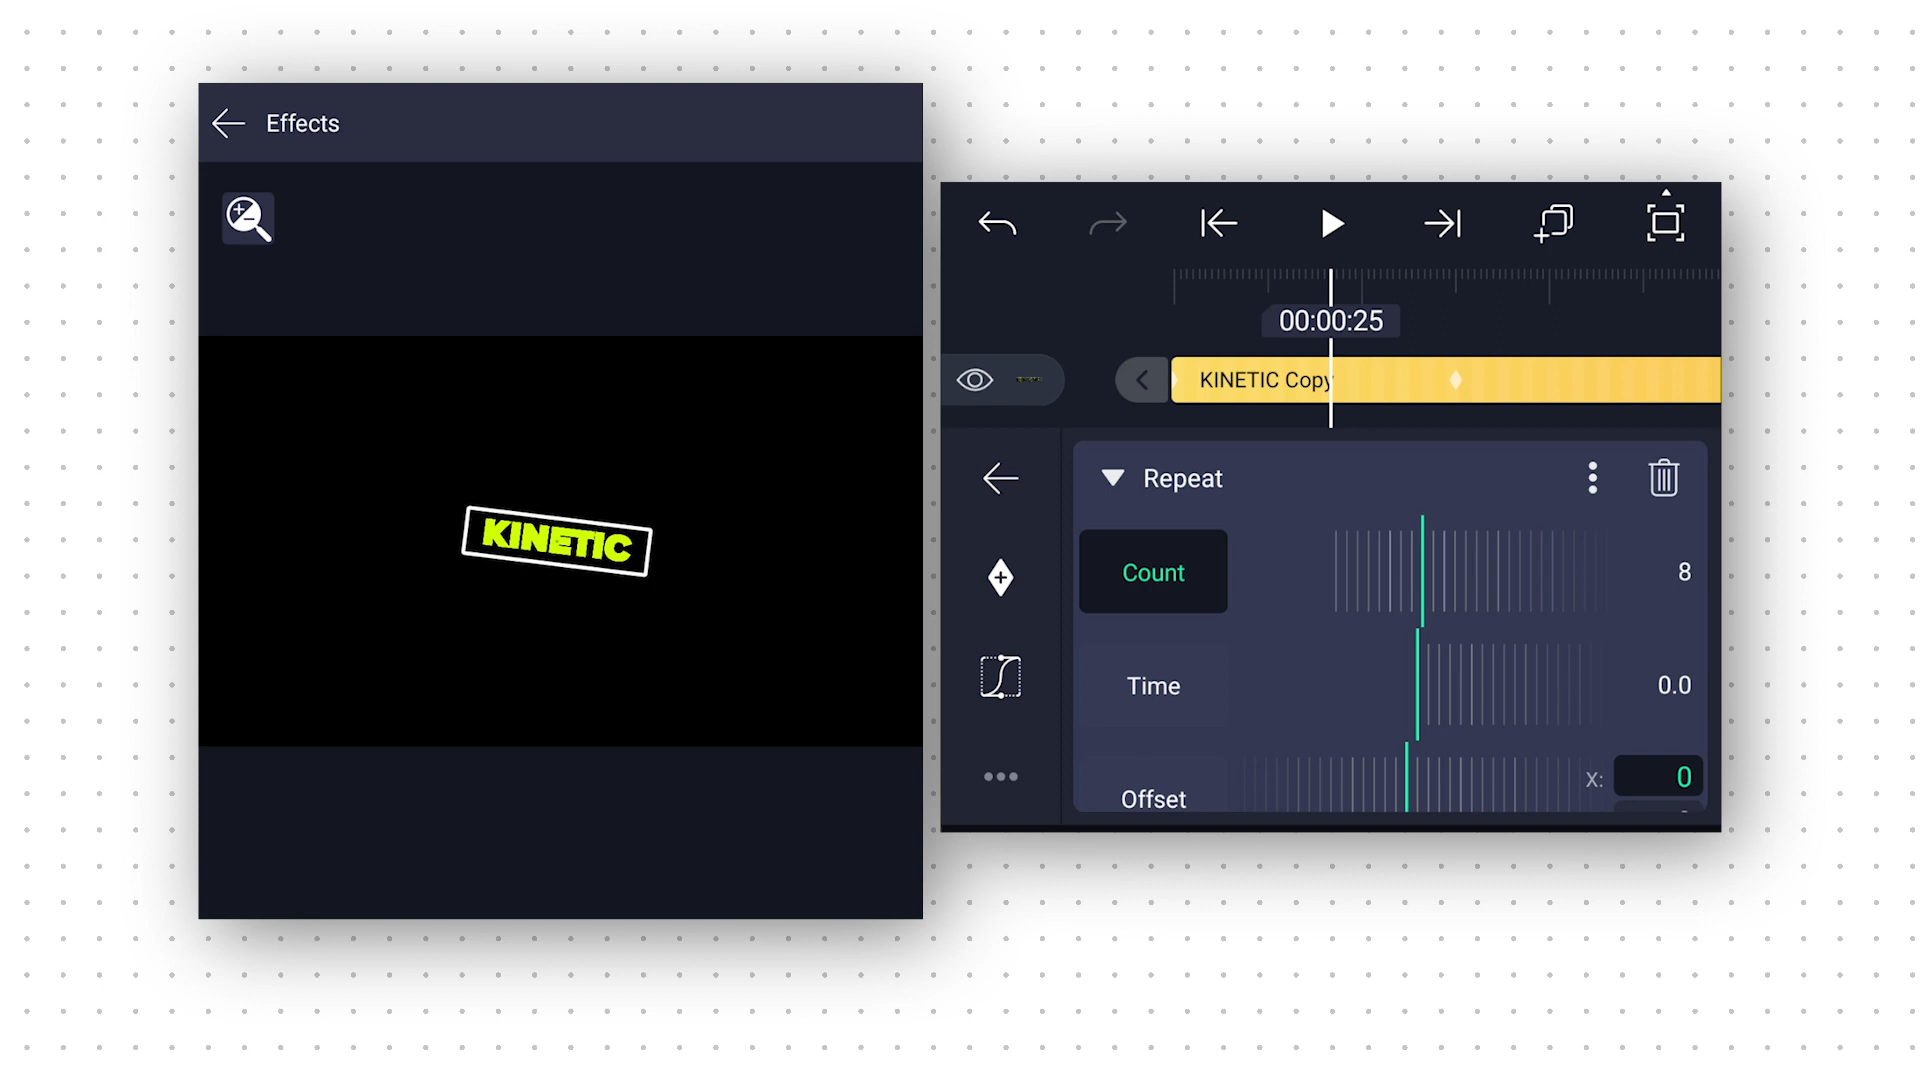 Effects
KINETIC
00:00:25
KINETIC Copy
Repeat
Count
8
Time
0.0
Offset
X:
0